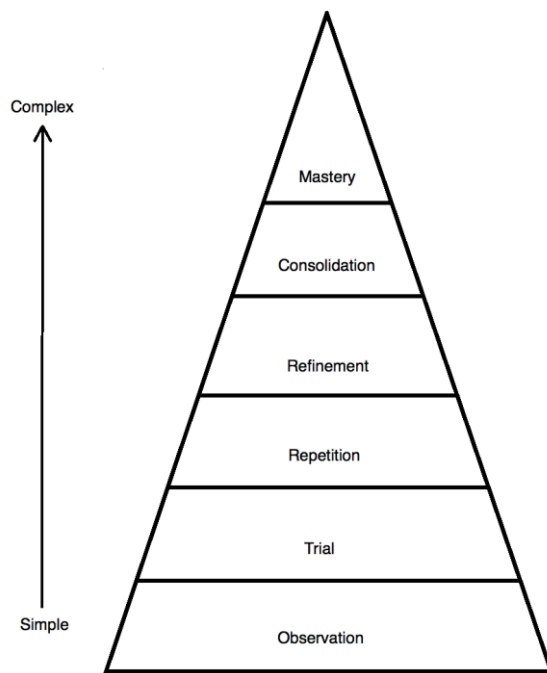 Complex
Mastery
Consolidation
Refinement
Repetition
Trial
Simple
Observation